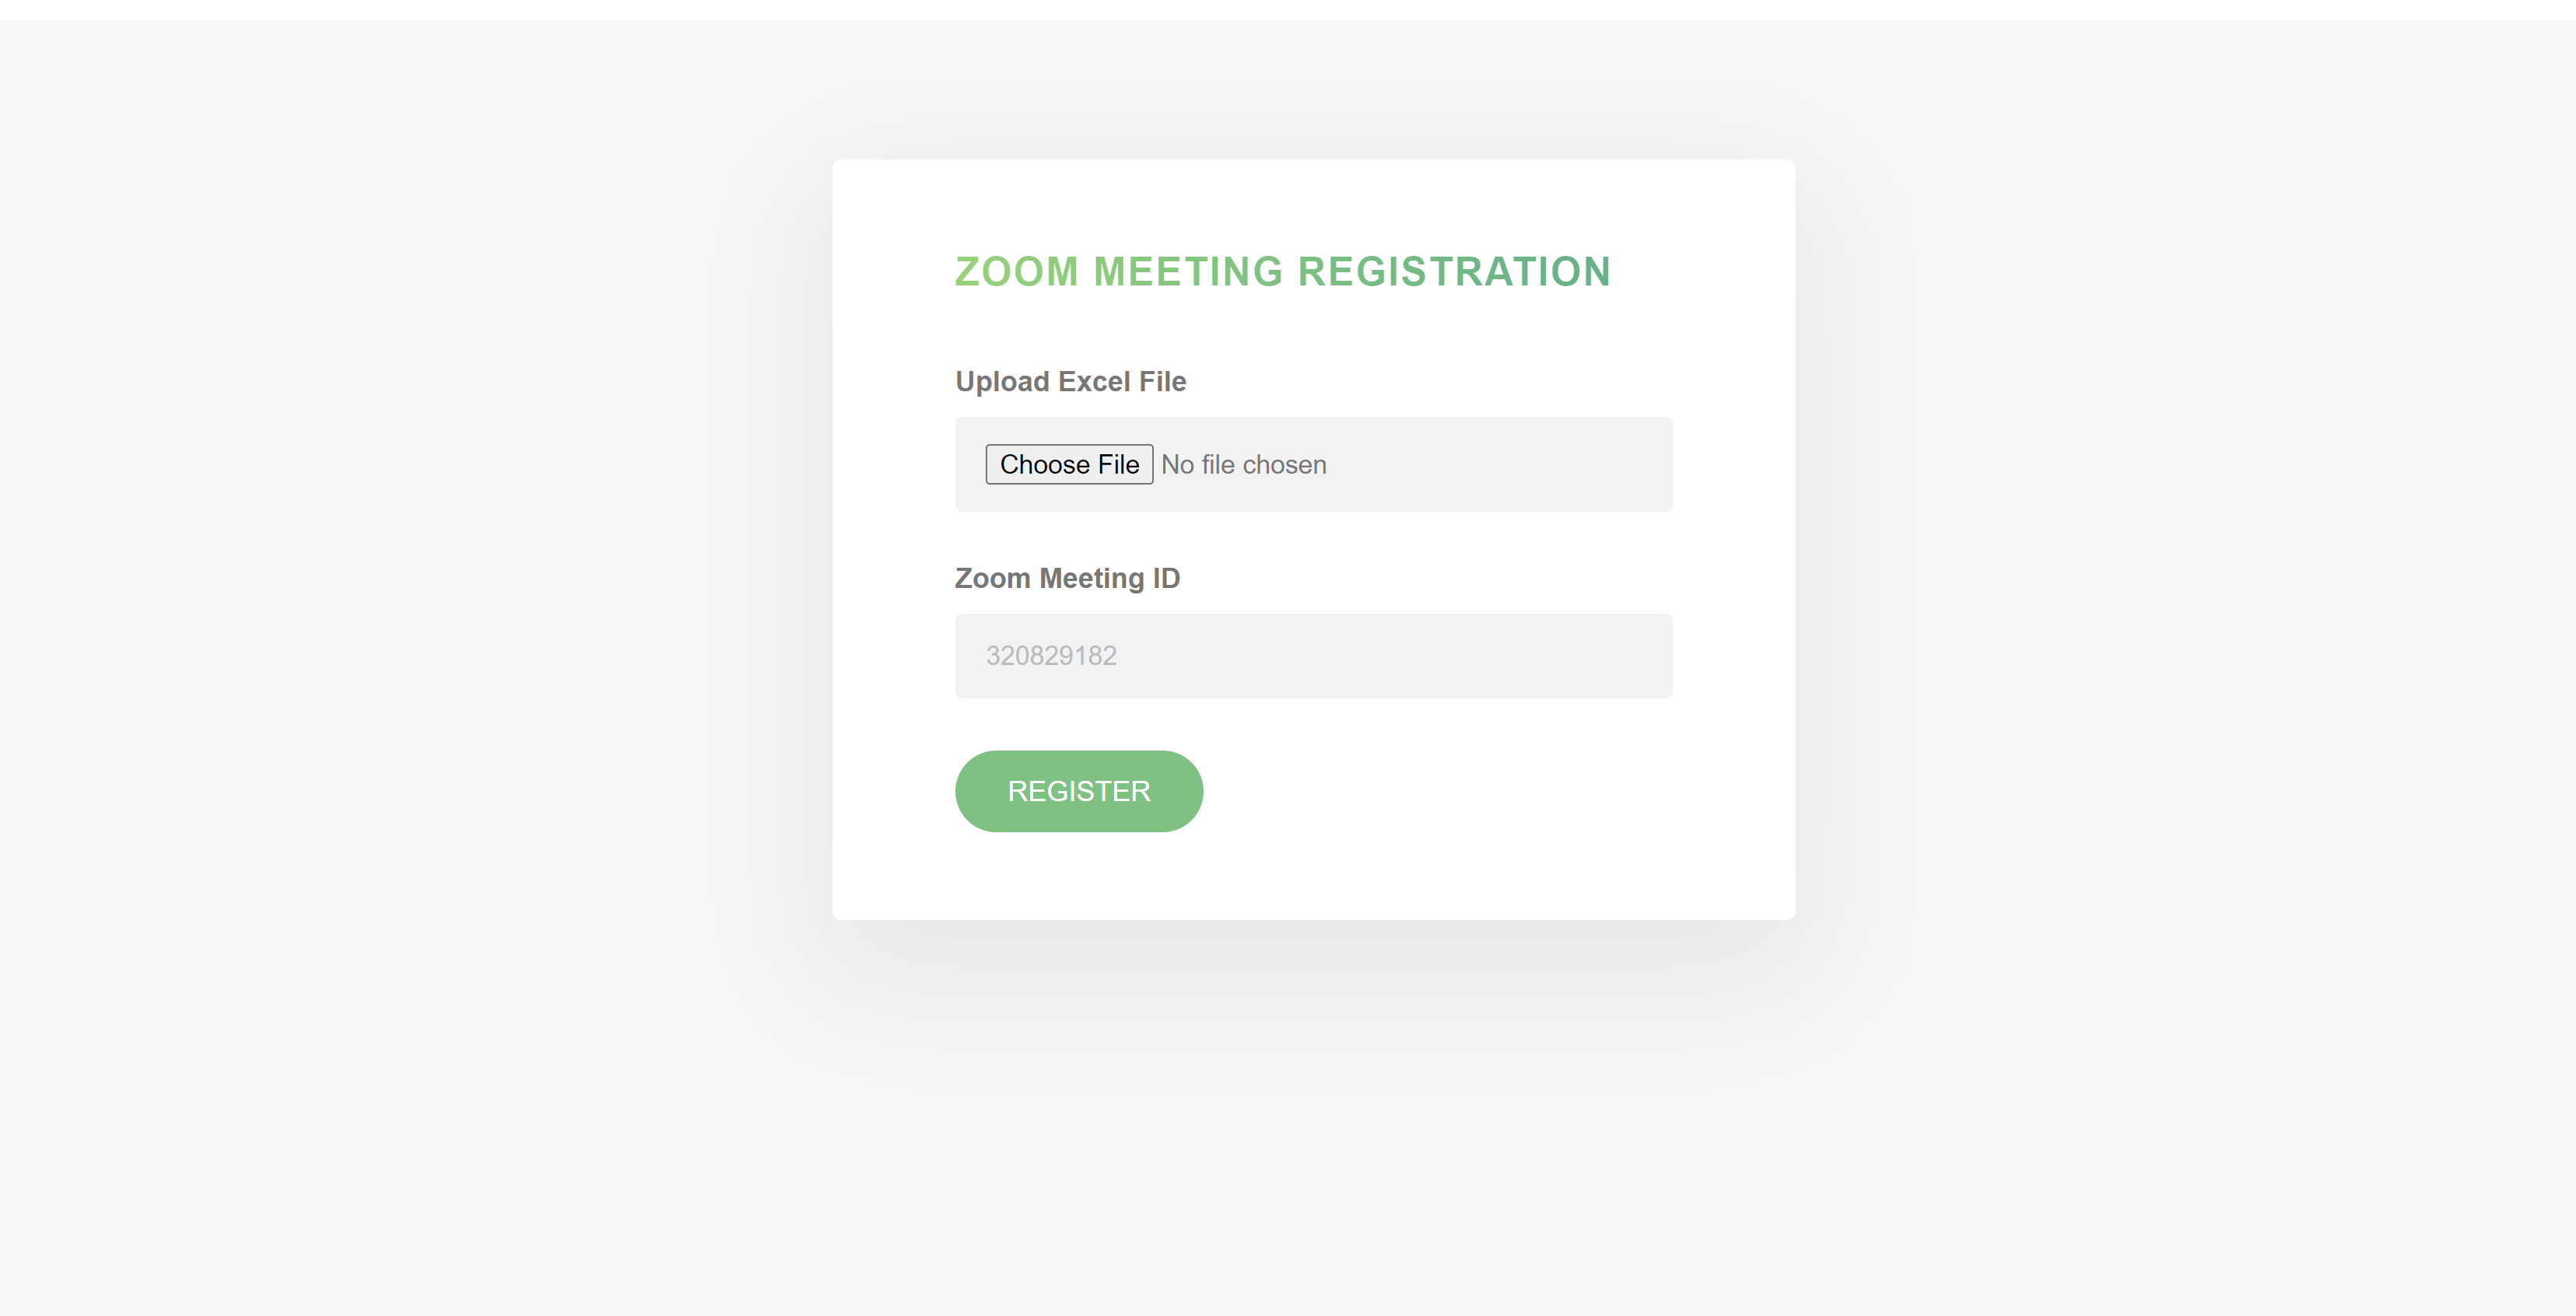 ZOOM MEETING REGISTRATION
Upload Excel File
Choose File No file chosen
Zoom Meeting ID
320829182
REGISTER